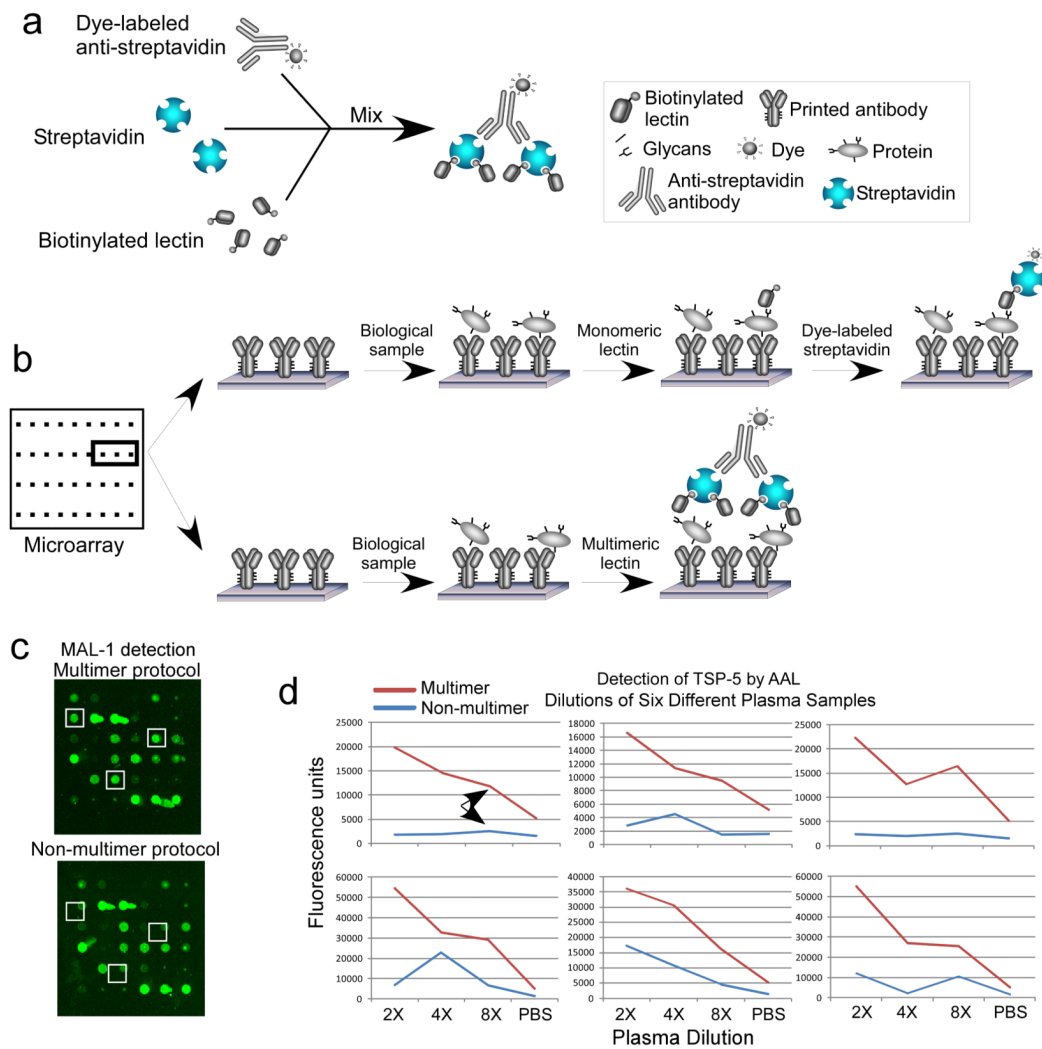 a
Dye-labeled
anti-streptavidin
Streptavidin
Biotinylated lectin
Mix
Biotinylated
lectin
Printed antibody
Glycans
Dye
Protein
Anti-streptavidin
antibody
Streptavidin
b
Microarray
Biological
sample
Monomeric
lectin
Dye-labeled
streptavidin
Biological
sample
Multimeric
lectin
c
MAL-1 detection
Multimer protocol
Non-multimer protocol
d
Detection of TSP-5 by AAL
Dilutions of Six Different Plasma Samples
Multimer
Non-multimer
Fluorescence units
25000
20000
15000
10000
5000
0
18000
16000
14000
12000
10000
8000
6000
4000
2000
0
25000
20000
15000
10000
5000
0
60000
50000
40000
30000
20000
10000
0
40000
35000
30000
25000
20000
15000
10000
5000
0
60000
50000
40000
30000
20000
10000
0
2X 4X 8X PBS
2X 4X 8X PBS
2X 4X 8X PBS
Plasma Dilution